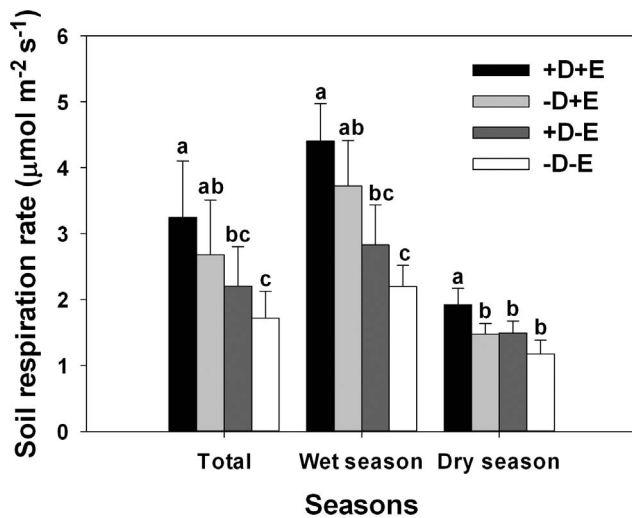 Soil respiration rate (μmol m⁻² s⁻¹)
6
5
4
3
2
1
0
+D+E
-D+E
+D-E
-D-E
a
ab
bc
c
a
ab
bc
c
a
b
b
b
Total
Wet season
Dry season
Seasons